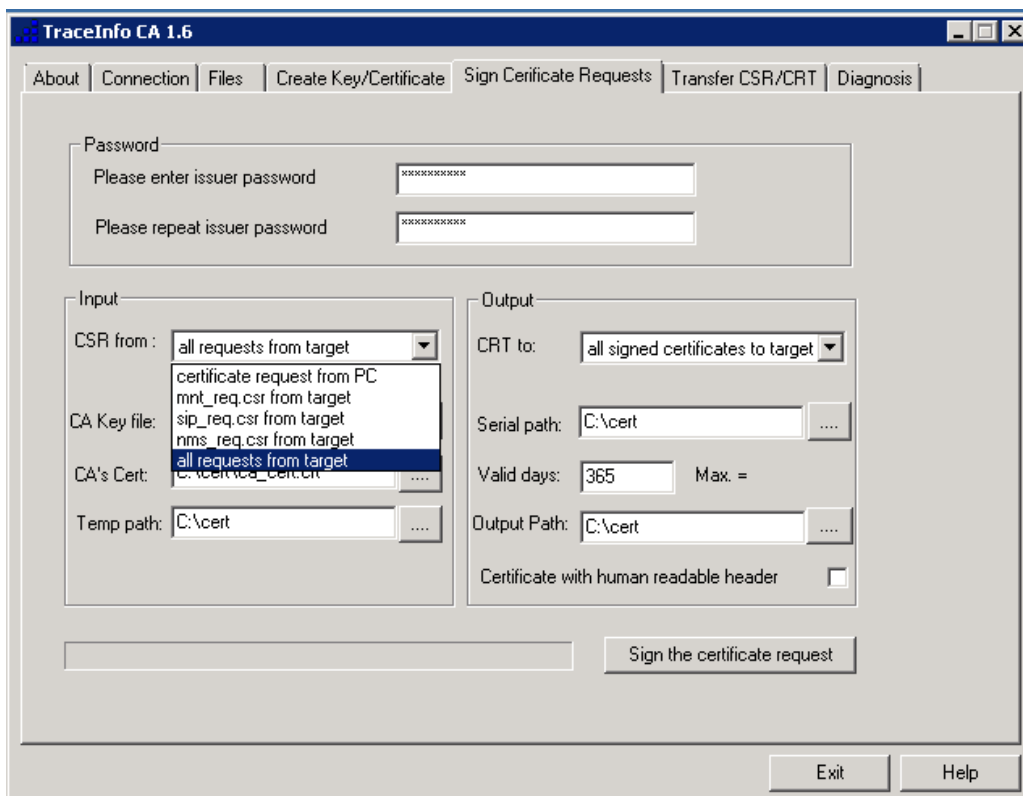 TraceInfo CA 1.6
About Connection Files Create Key/Certificate Sign Cerificate Requests Transfer CSR/CRT Diagnosis
Password
Please enter issuer password **********
Please repeat issuer password **********
Input
CSR from : all requests from target
certificate request from PC
mnt_req.csr from target
sip_req.csr from target
nms_req.csr from target
all requests from target
CA Key file:
CA's Cert: C:\cert\ca_cert.crt ....
Temp path: C:\cert ....
Output
CRT to: all signed certificates to target
Serial path: C:\cert ....
Valid days: 365 Max. =
Output Path: C:\cert ....
Certificate with human readable header
Sign the certificate request
Exit Help